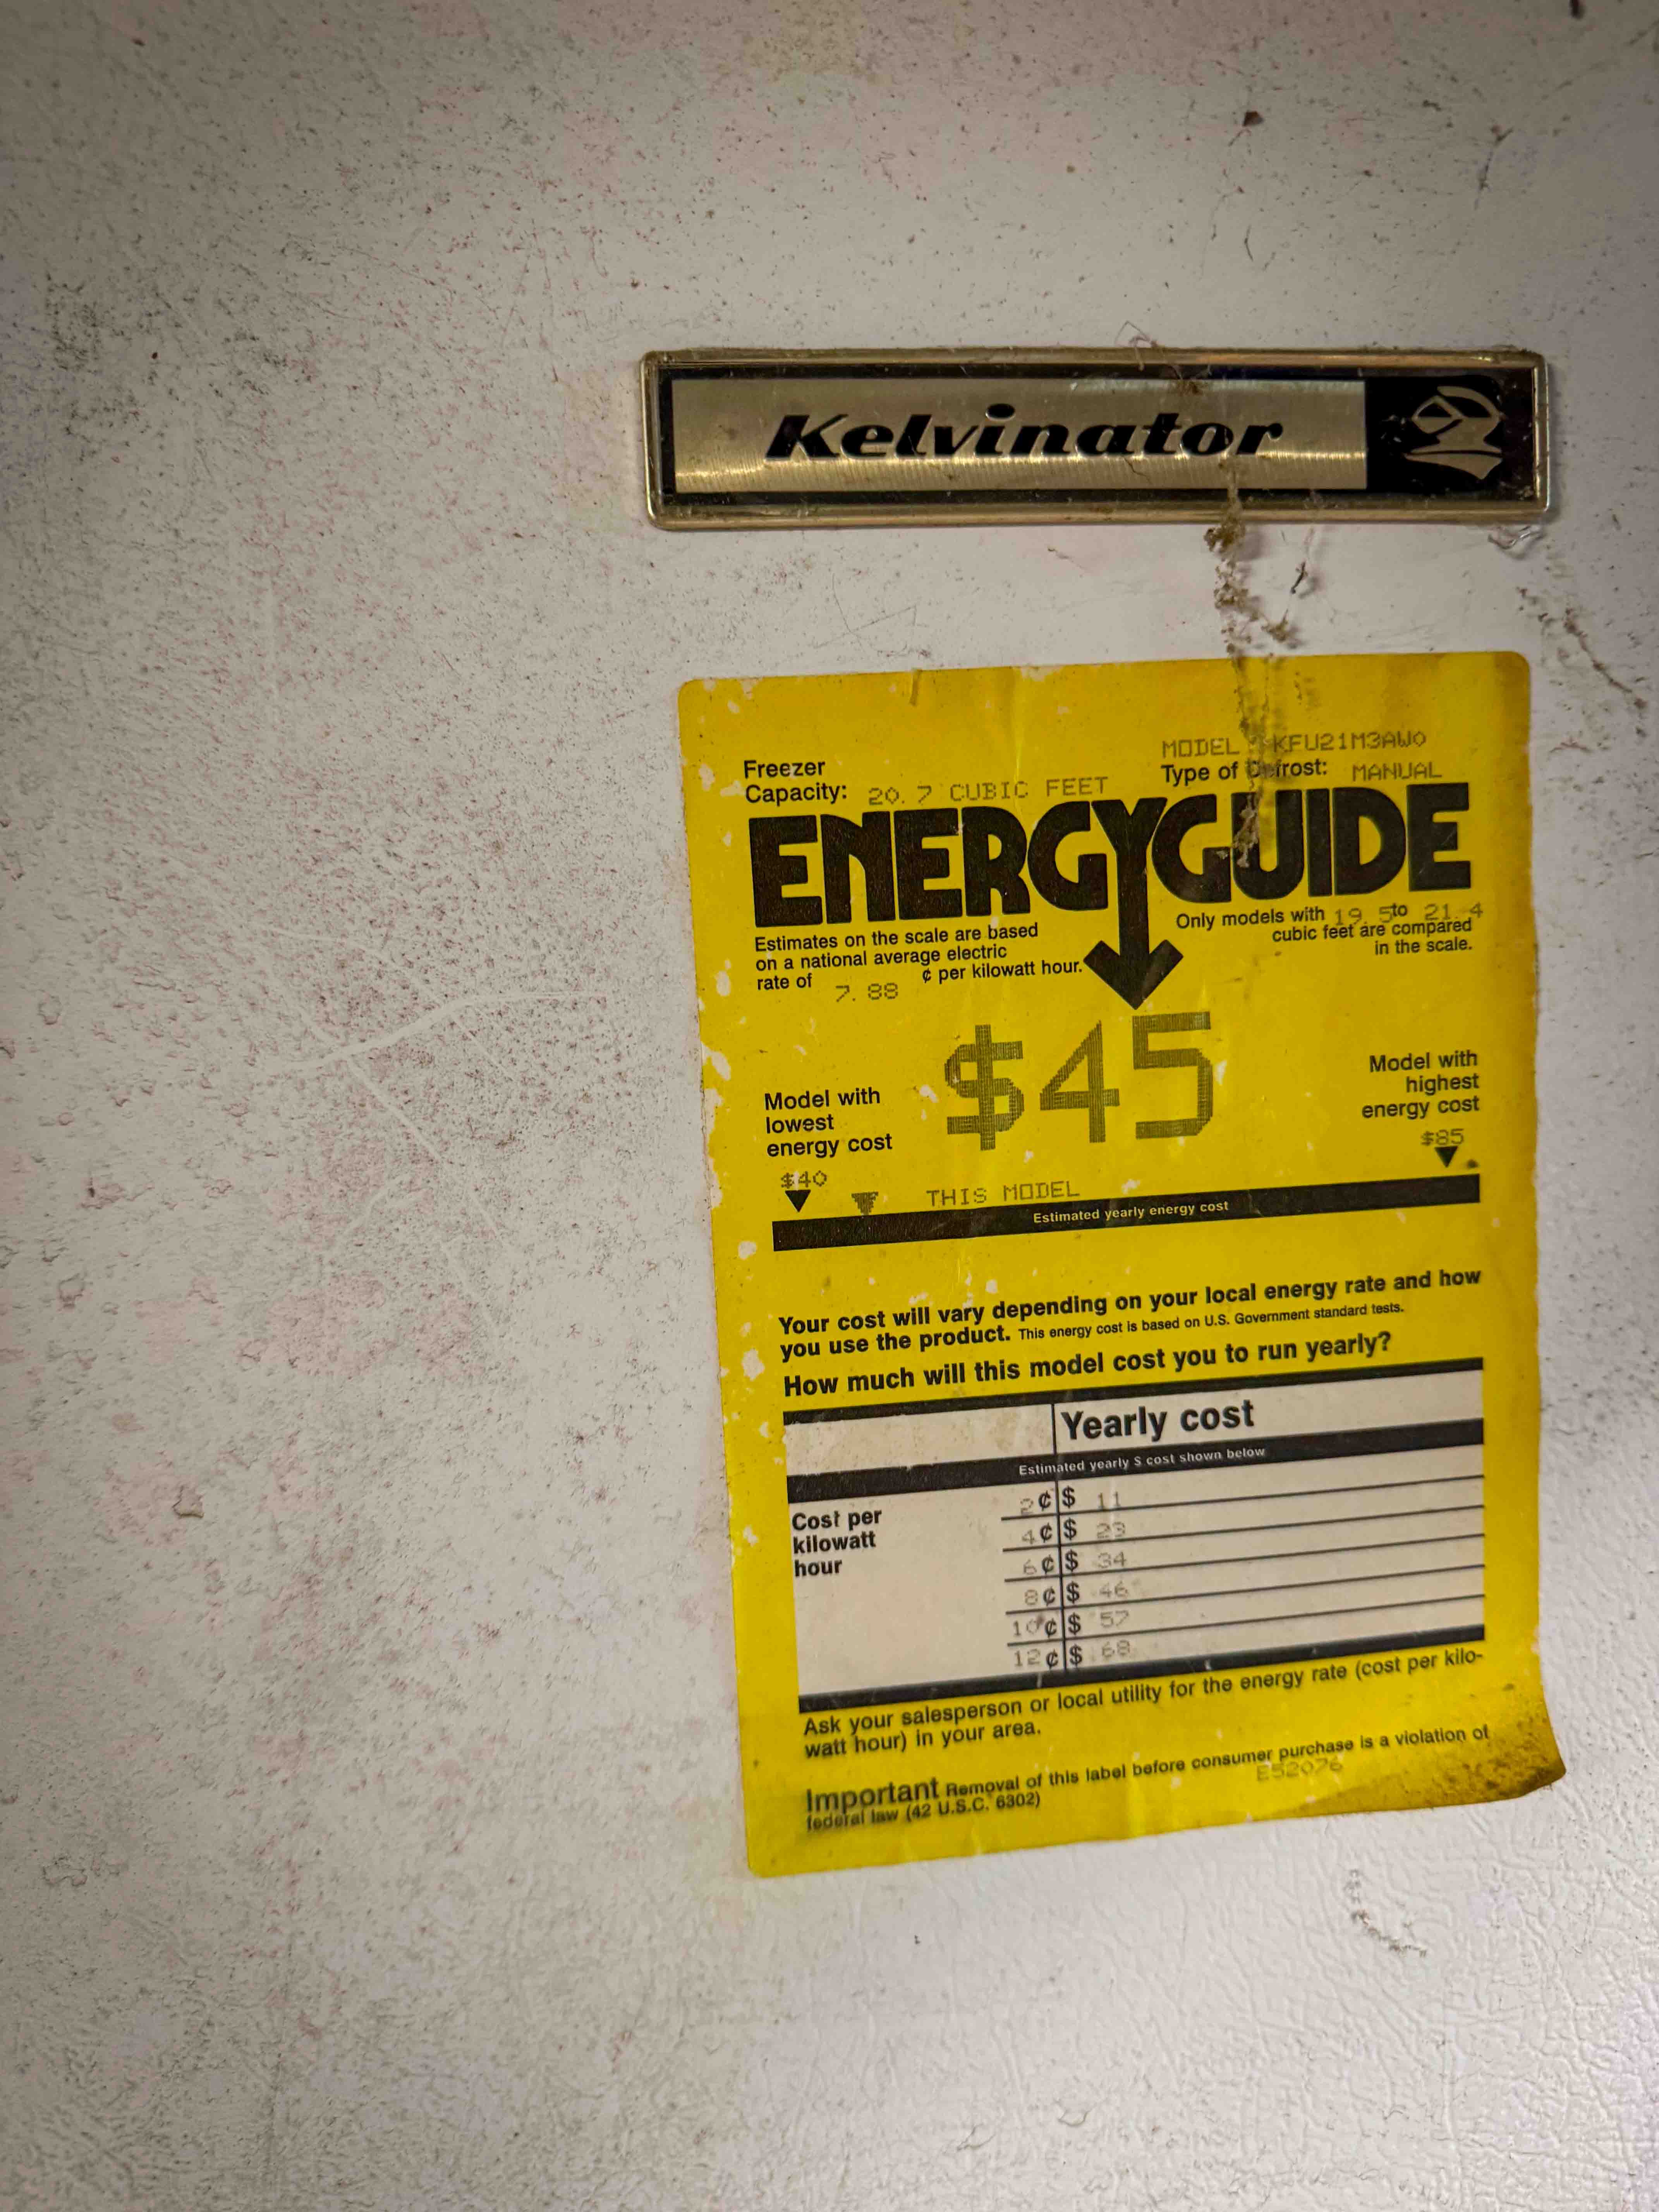 Kelvinator
MODEL KFU21M3AW0
Freezer
Type of Defrost: MANUAL
Capacity: 20.7 CUBIC FEET
ENERGYGUIDE
Estimates on the scale are based
on a national average electric
rate of 7.88 ¢ per kilowatt hour.
Only models with 19.5 to 21.4
cubic feet are compared
in the scale.
$45
Model with
lowest
energy cost
$40
Model with
highest
energy cost
$85
THIS MODEL
Estimated yearly energy cost
Your cost will vary depending on your local energy rate and how
you use the product. This energy cost is based on U.S. Government standard tests.
How much will this model cost you to run yearly?
Yearly cost
Estimated yearly $ cost shown below
Cost per
kilowatt
hour
2¢ $ 11
4¢ $ 23
6¢ $ 34
8¢ $ 46
10¢ $ 57
12¢ $ 68
Ask your salesperson or local utility for the energy rate (cost per kilo-
watt hour) in your area.
Important Removal of this label before consumer purchase is a violation of
federal law (42 U.S.C. 6302)
E52076